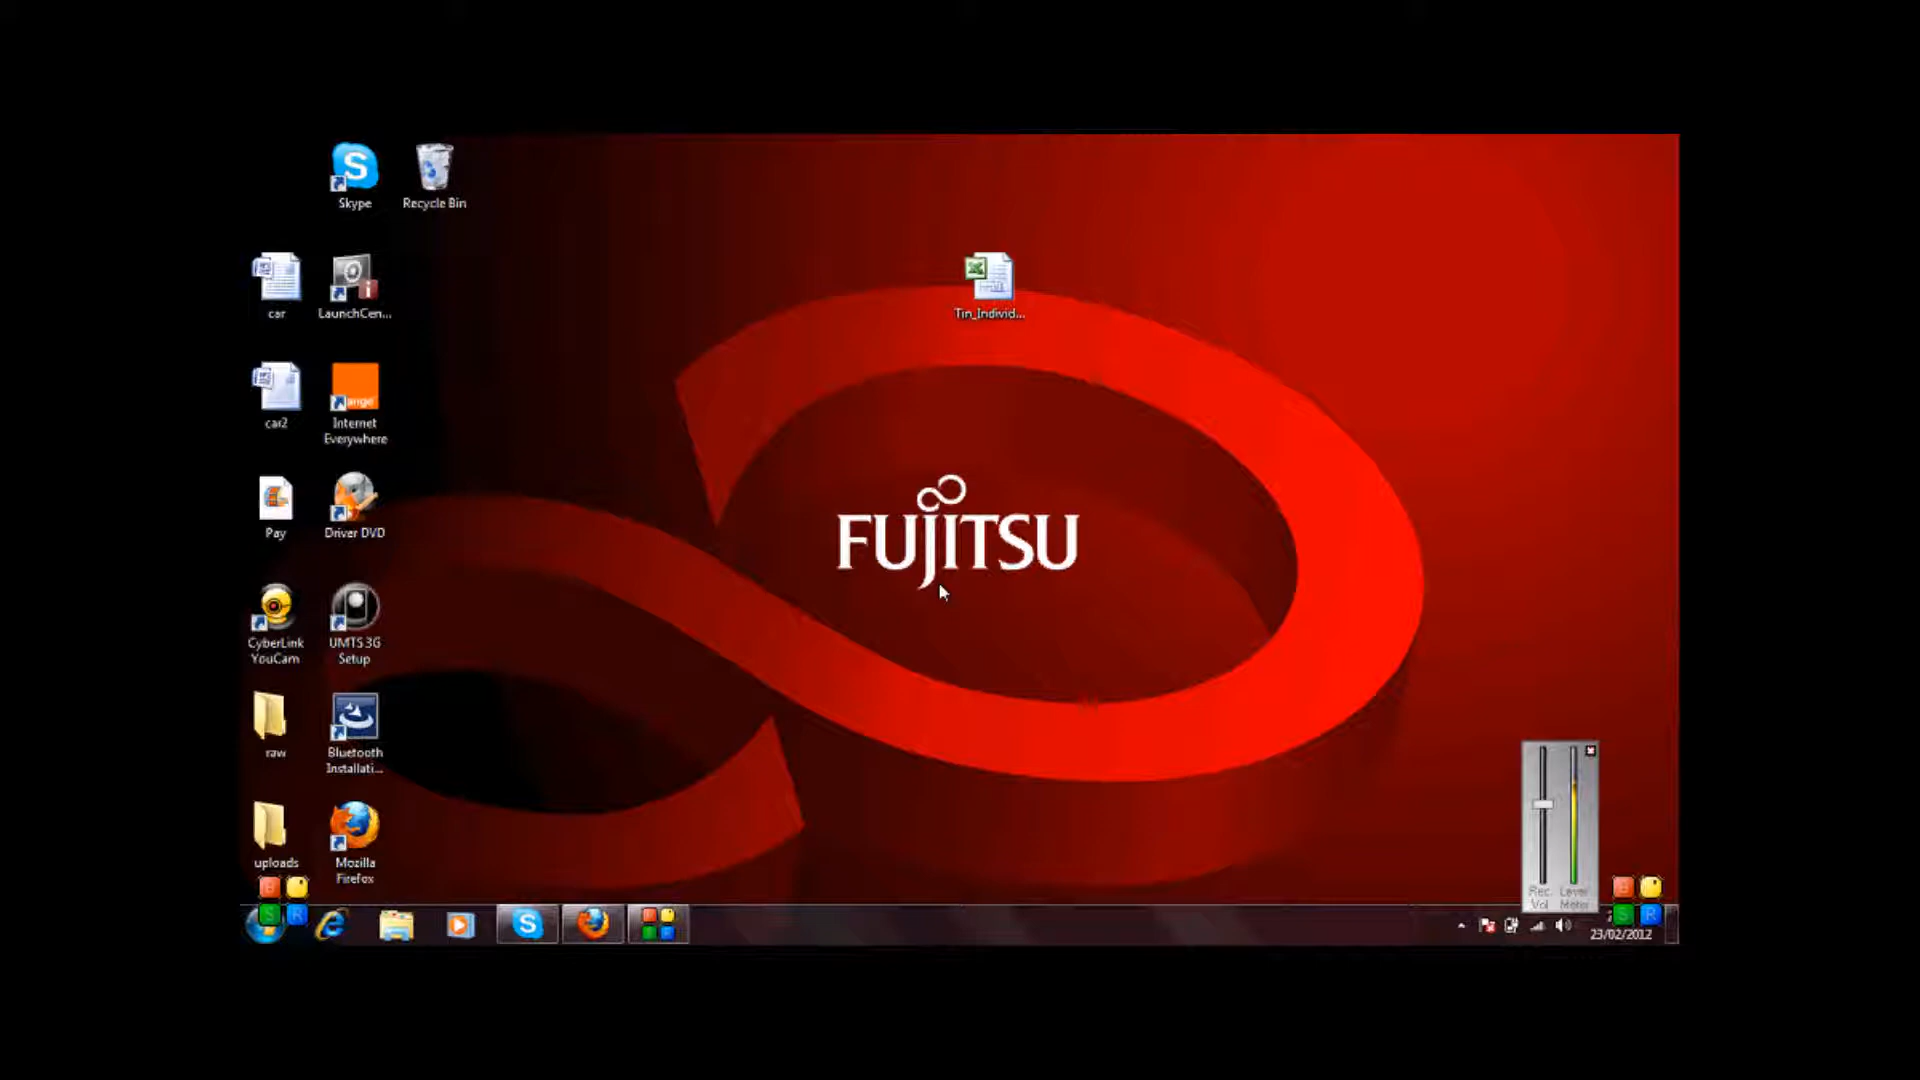 Skype
Recycle Bin
car
LaunchCen...
Tin_Individ...
car2
Internet
Everywhere
Pay
Driver DVD
FUJITSU
CyberLink
YouCam
UMTS 3G
Setup
raw
Bluetooth
Installati...
uploads
Mozilla
Firefox
Rec. Level
Vol Meter
23/02/2012